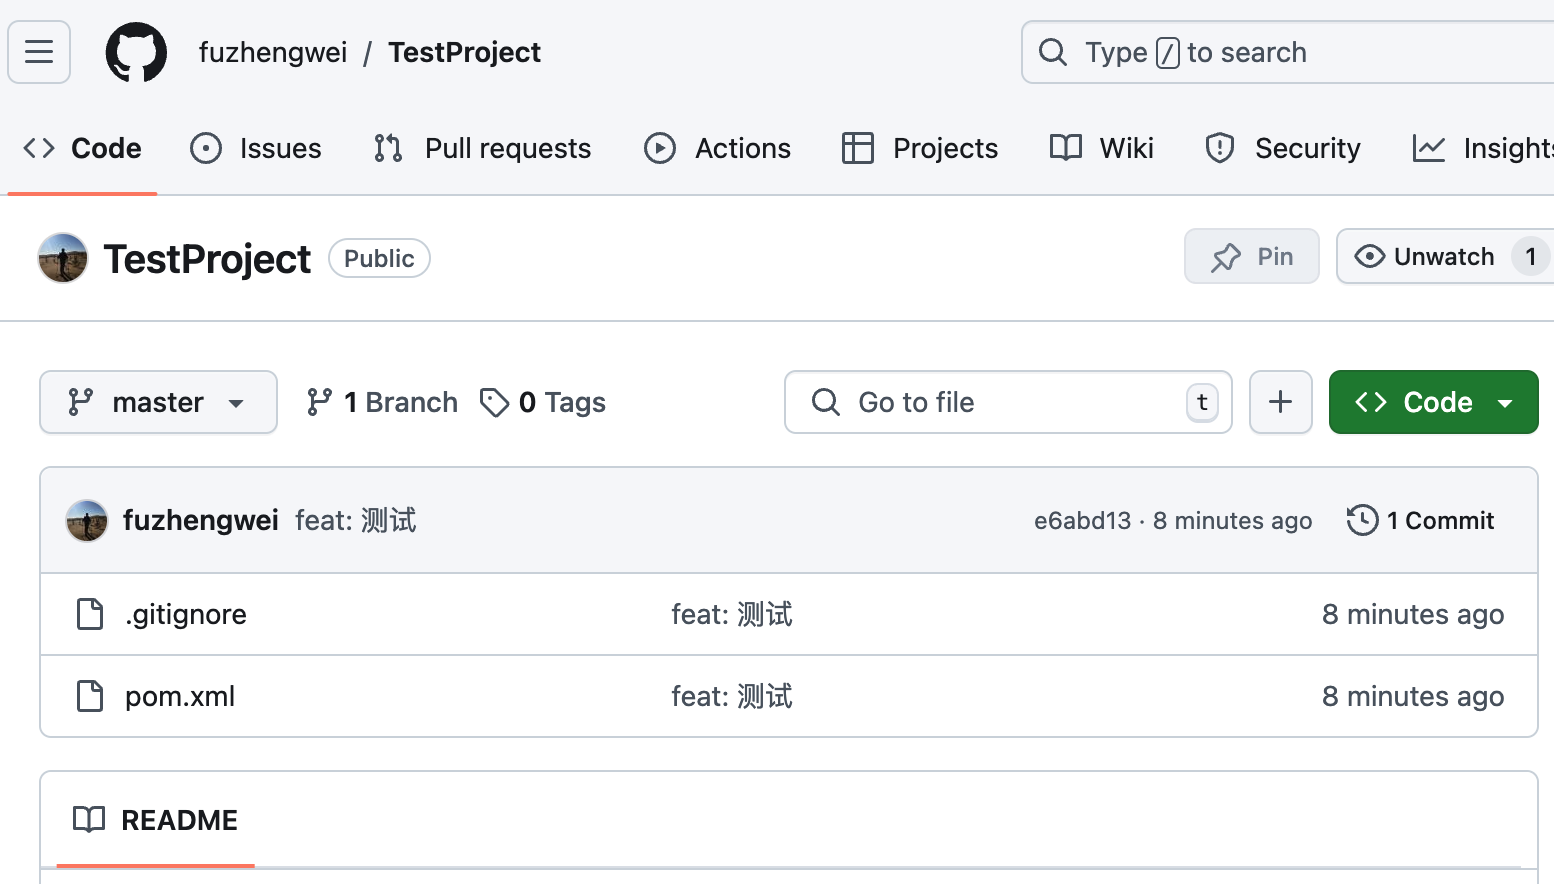 fuzhengwei / TestProject
Type / to search
Code Issues Pull requests Actions Projects Wiki Security Insights
TestProject Public
Pin Unwatch 1
master 1 Branch 0 Tags Go to file t + Code
fuzhengwei feat: 测试 e6abd13 · 8 minutes ago 1 Commit
.gitignore feat: 测试 8 minutes ago
pom.xml feat: 测试 8 minutes ago
README